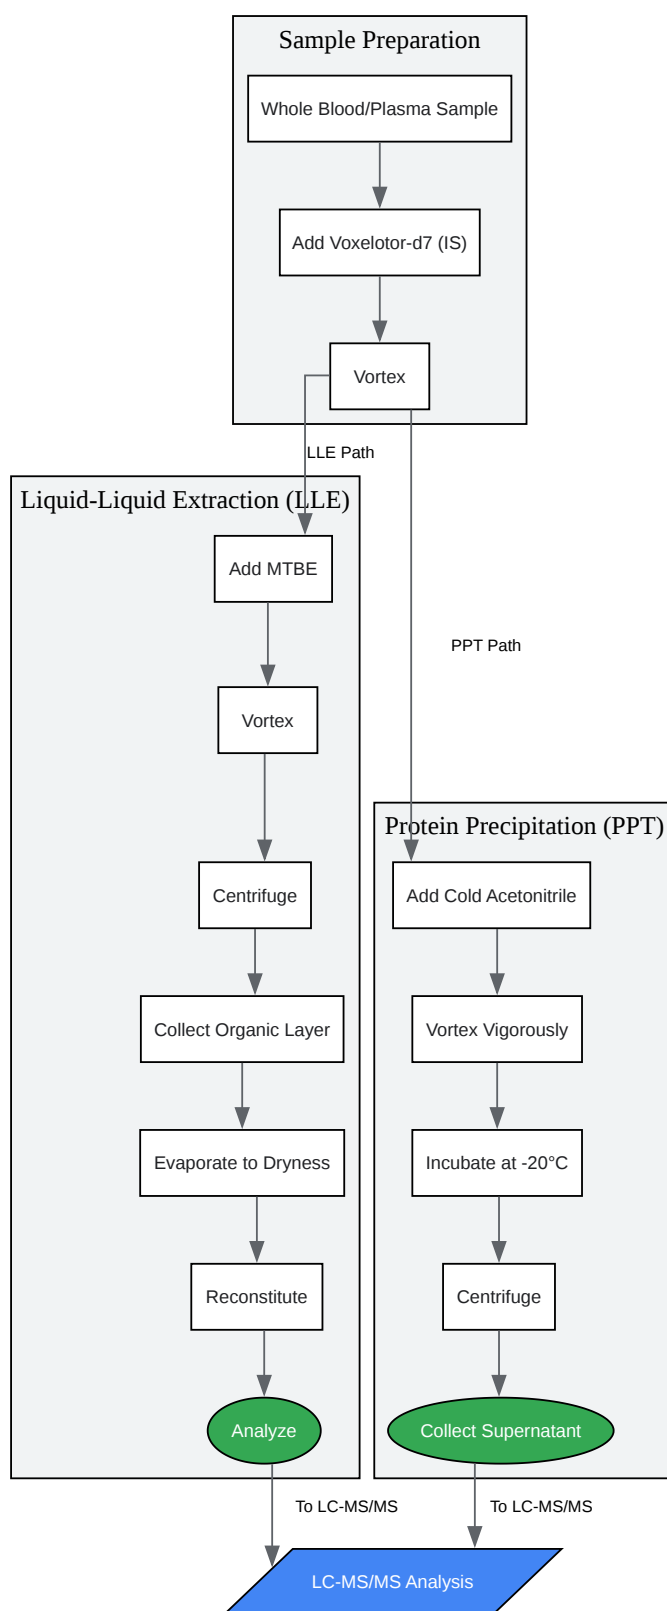 Sample Preparation
Whole Blood/Plasma Sample
Add Voxelotor-d7 (IS)
Vortex
LLE Path
Liquid-Liquid Extraction (LLE)
Add MTBE
PPT Path
Vortex
Protein Precipitation (PPT)
Centrifuge
Add Cold Acetonitrile
Collect Organic Layer
Vortex Vigorously
Evaporate to Dryness
Incubate at -20°C
Reconstitute
Centrifuge
Analyze
Collect Supernatant
To LC-MS/MS
To LC-MS/MS
LC-MS/MS Analysis